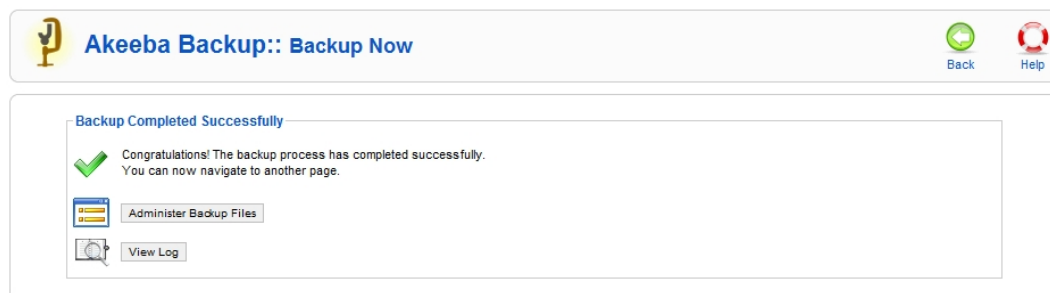 Akeeba Backup:: Backup Now
Back
Help
Backup Completed Successfully
Congratulations! The backup process has completed successfully.
You can now navigate to another page.
Administer Backup Files
View Log